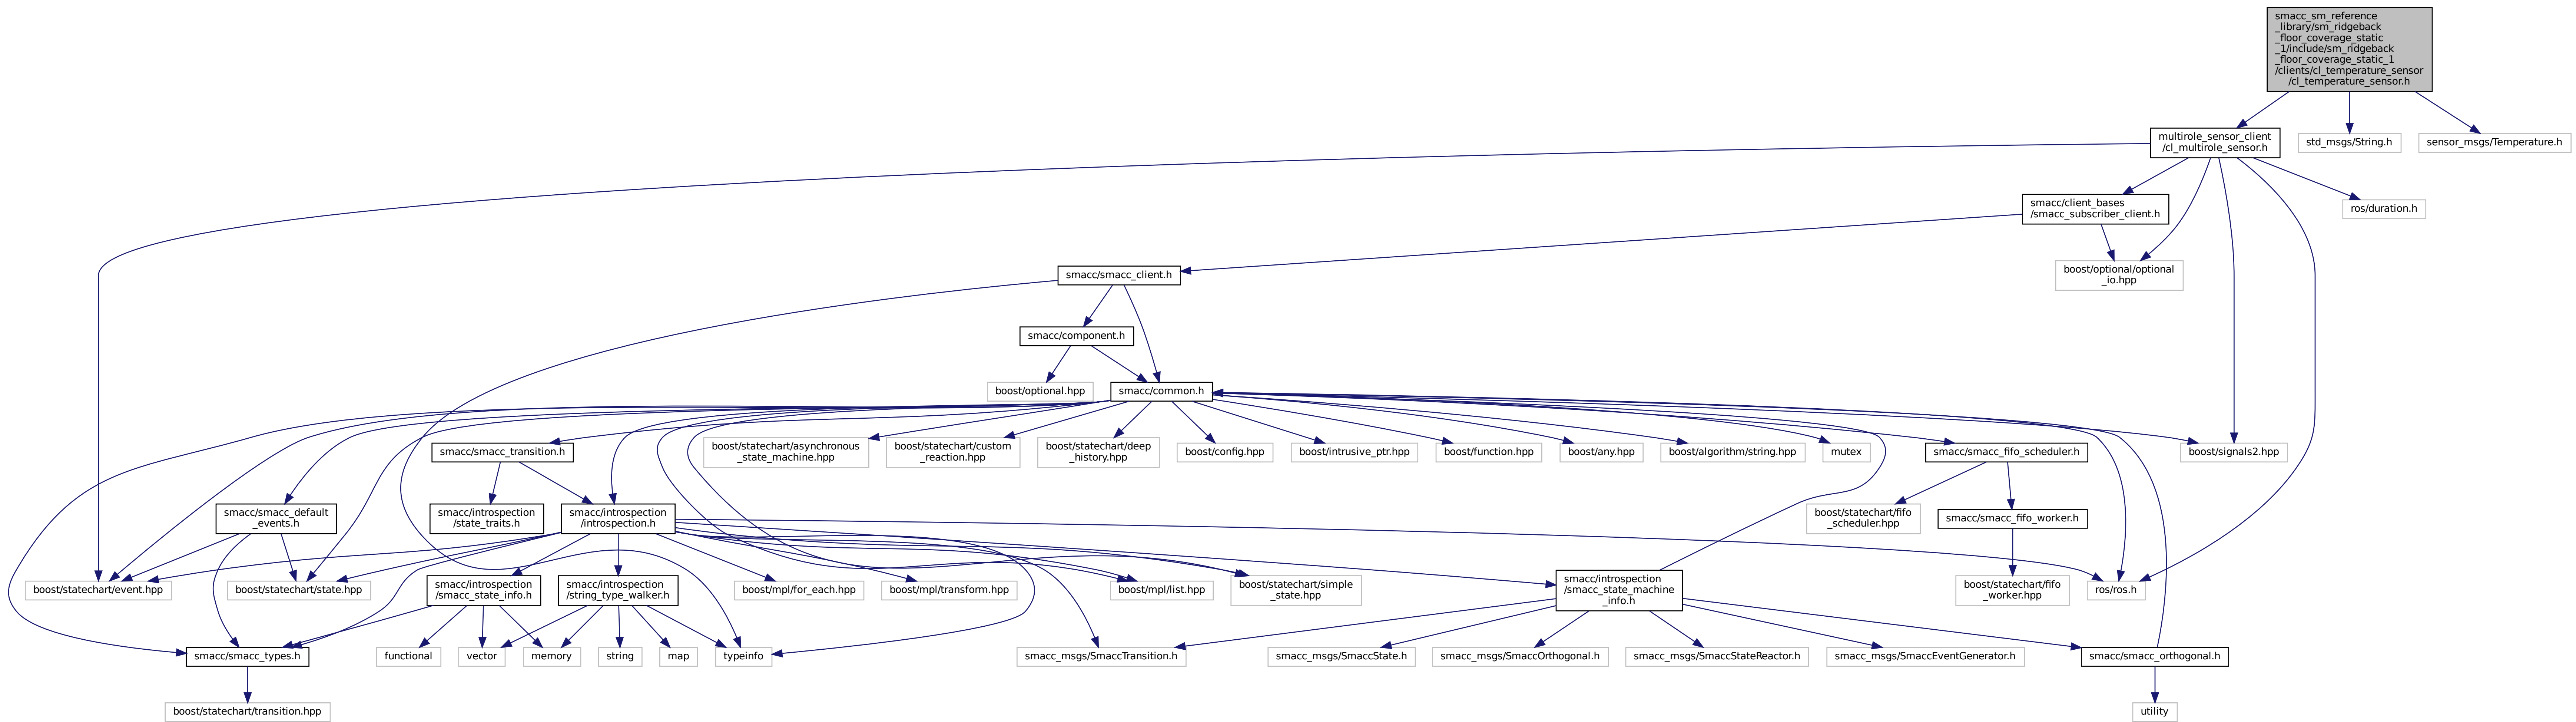 smacc_sm_reference
_library/sm_ridgeback
_floor_coverage_static
_1/include/sm_ridgeback
_floor_coverage_static_1
/clients/cl_temperature_sensor
/cl_temperature_sensor.h
multirole_sensor_client
/cl_multirole_sensor.h
std_msgs/String.h
sensor_msgs/Temperature.h
smacc/client_bases
/smacc_subscriber_client.h
ros/duration.h
smacc/smacc_client.h
boost/optional/optional
_io.hpp
smacc/component.h
boost/optional.hpp
smacc/common.h
smacc/smacc_transition.h
boost/statechart/asynchronous
_state_machine.hpp
boost/statechart/custom
_reaction.hpp
boost/statechart/deep
_history.hpp
boost/config.hpp
boost/intrusive_ptr.hpp
boost/function.hpp
boost/any.hpp
boost/algorithm/string.hpp
mutex
smacc/smacc_fifo_scheduler.h
boost/signals2.hpp
smacc/smacc_default
_events.h
smacc/introspection
/state_traits.h
smacc/introspection
/introspection.h
boost/statechart/fifo
_scheduler.hpp
smacc/smacc_fifo_worker.h
boost/statechart/event.hpp
boost/statechart/state.hpp
smacc/introspection
/smacc_state_info.h
smacc/introspection
/string_type_walker.h
boost/mpl/for_each.hpp
boost/mpl/transform.hpp
boost/mpl/list.hpp
boost/statechart/simple
_state.hpp
smacc/introspection
/smacc_state_machine
_info.h
boost/statechart/fifo
_worker.hpp
ros/ros.h
smacc/smacc_types.h
functional
vector
memory
string
map
typeinfo
smacc_msgs/SmaccTransition.h
smacc_msgs/SmaccState.h
smacc_msgs/SmaccOrthogonal.h
smacc_msgs/SmaccStateReactor.h
smacc_msgs/SmaccEventGenerator.h
smacc/smacc_orthogonal.h
boost/statechart/transition.hpp
utility